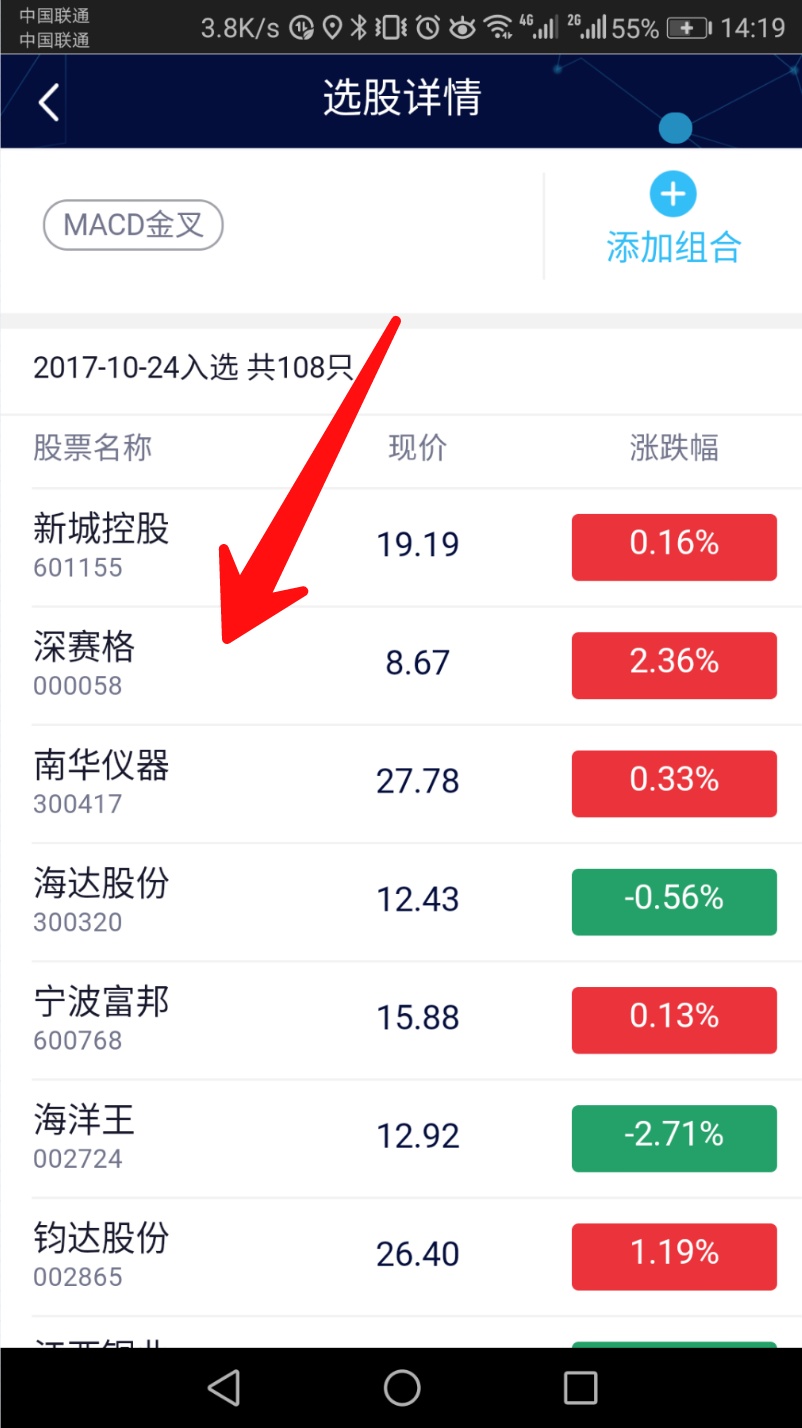 中国联通
中国联通
3.8K/s 4G 2G 55% 14:19
选股详情
MACD金叉
添加组合
2017-10-24入选 共108只
股票名称 现价 涨跌幅
新城控股
601155
19.19 0.16%
深赛格
000058
8.67 2.36%
南华仪器
300417
27.78 0.33%
海达股份
300320
12.43 -0.56%
宁波富邦
600768
15.88 0.13%
海洋王
002724
12.92 -2.71%
钧达股份
002865
26.40 1.19%